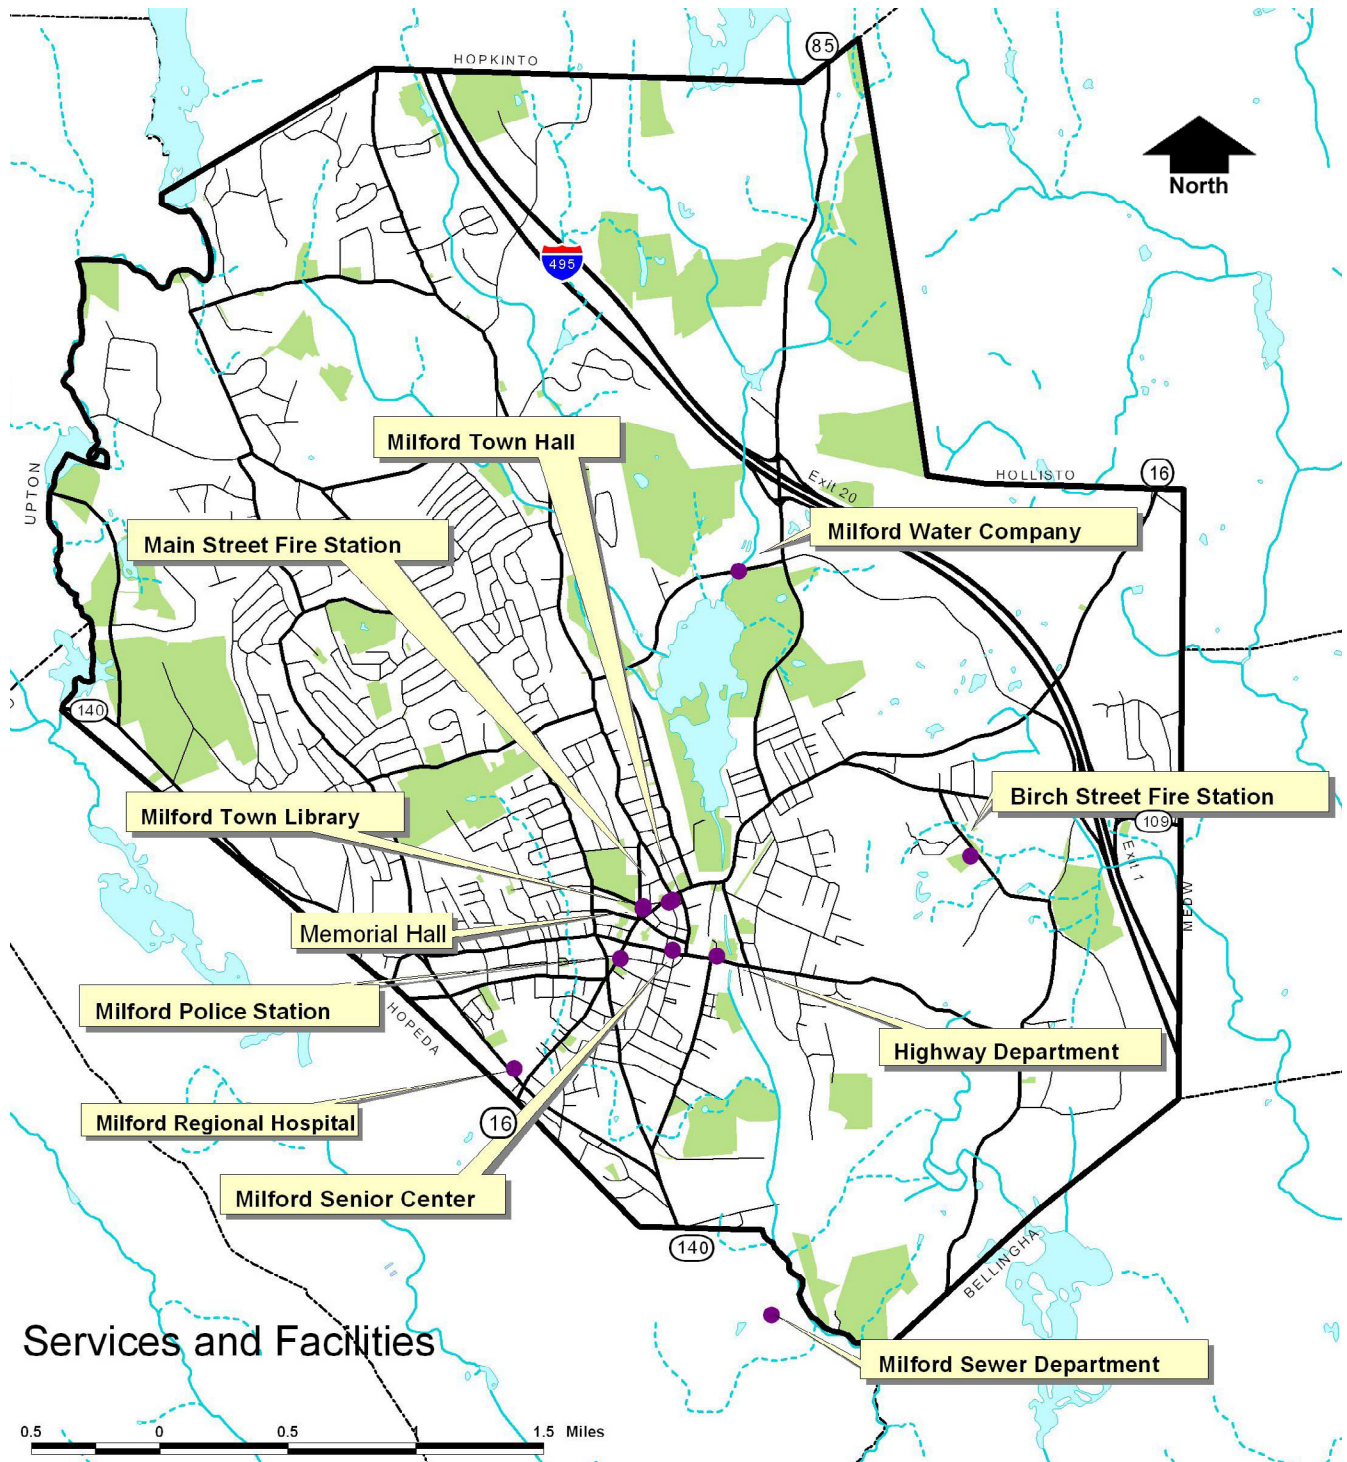 HOPKINTO
85
North
495
Milford Town Hall
UPTON
Exit 20
HOLLISTO
16
Main Street Fire Station
Milford Water Company
140
Birch Street Fire Station
Milford Town Library
109
Exit 1
MEDW
Memorial Hall
Milford Police Station
HOPEDA
Highway Department
Milford Regional Hospital
16
Milford Senior Center
140
BELLINGHA
Services and Facilities
Milford Sewer Department
0.5 0 0.5 1 1.5 Miles